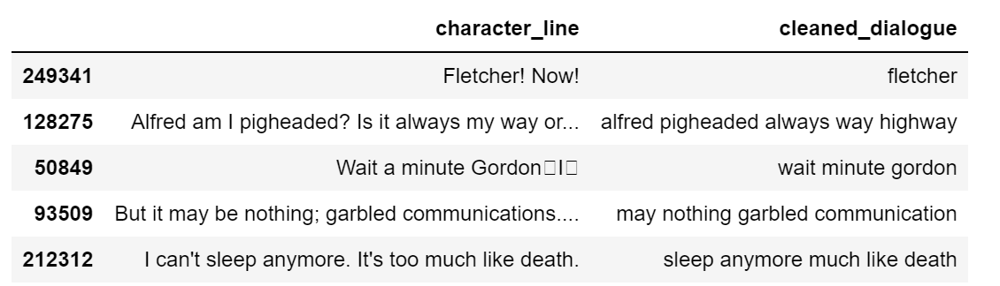 character_line cleaned_dialogue
249341 Fletcher! Now! fletcher
128275 Alfred am I pigheaded? Is it always my way or... alfred pigheaded always way highway
50849 Wait a minute Gordon□I□ wait minute gordon
93509 But it may be nothing; garbled communications.... may nothing garbled communication
212312 I can't sleep anymore. It's too much like death. sleep anymore much like death